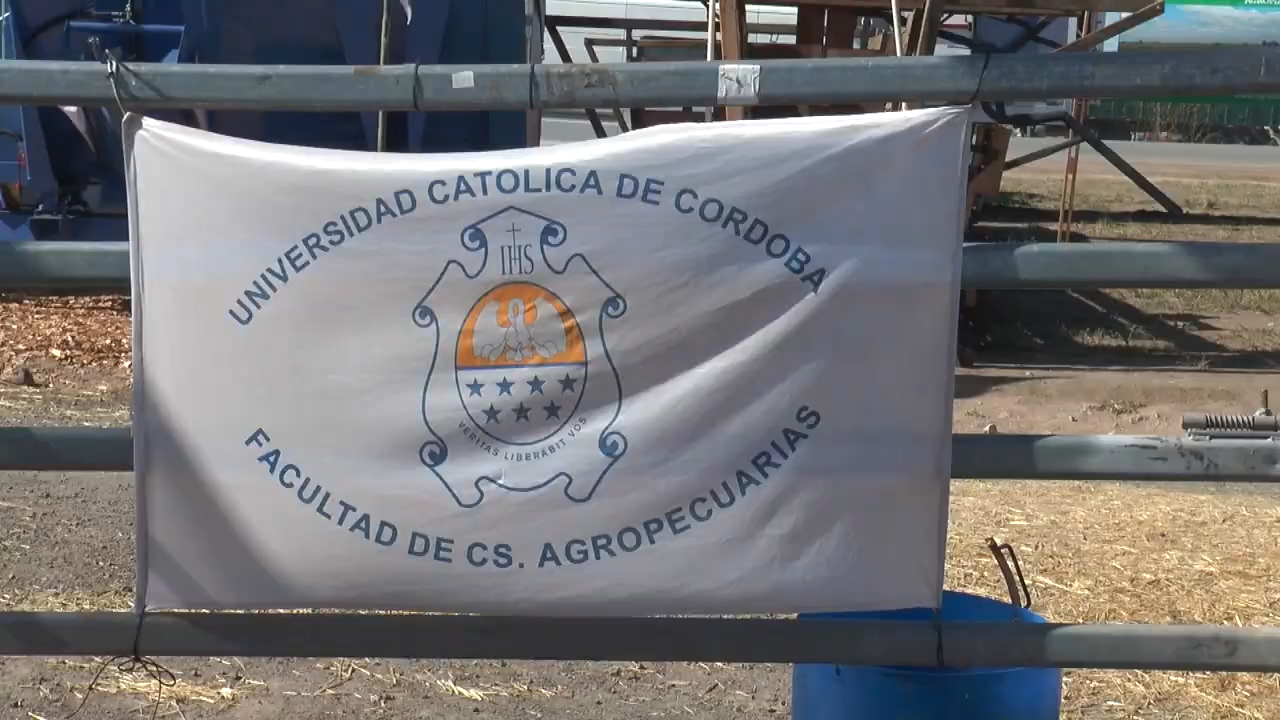 UNIVERSIDAD CATOLICA DE CORDOBA
IHS
VERITAS LIBERABIT VOS
FACULTAD DE CS. AGROPECUARIAS